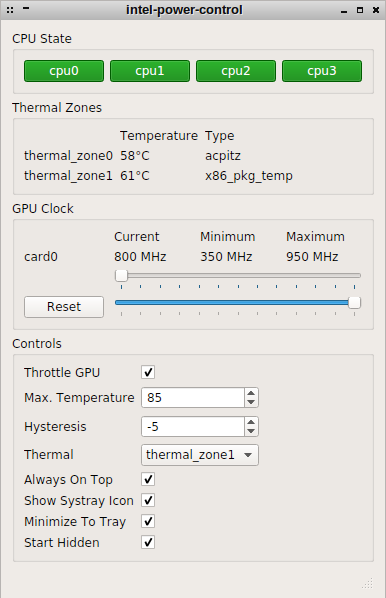 intel-power-control
CPU State
cpu0 cpu1 cpu2 cpu3
Thermal Zones
Temperature Type
thermal_zone0 58°C acpitz
thermal_zone1 61°C x86_pkg_temp
GPU Clock
Current Minimum Maximum
card0 800 MHz 350 MHz 950 MHz
Reset
Controls
Throttle GPU
Max. Temperature 85
Hysteresis -5
Thermal thermal_zone1
Always On Top
Show Systray Icon
Minimize To Tray
Start Hidden